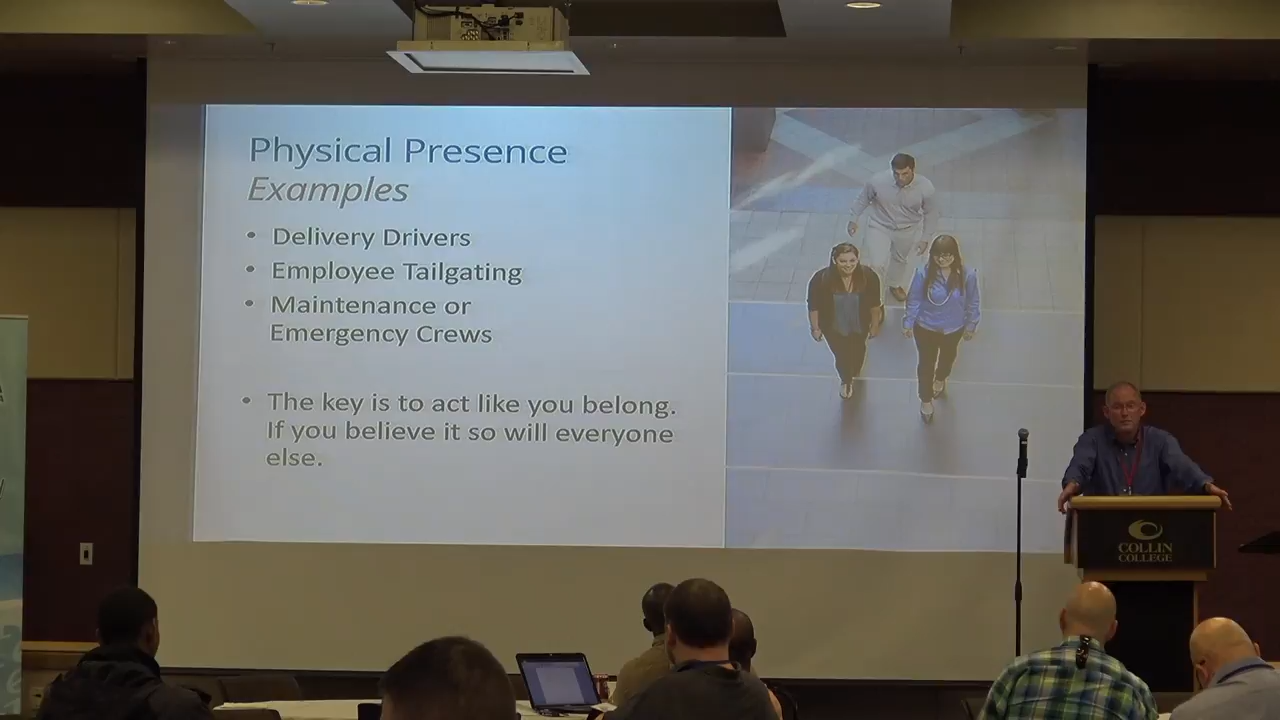 Physical Presence
Examples
• Delivery Drivers
• Employee Tailgating
• Maintenance or
Emergency Crews
• The key is to act like you belong.
If you believe it so will everyone
else.
COLLIN
COLLEGE